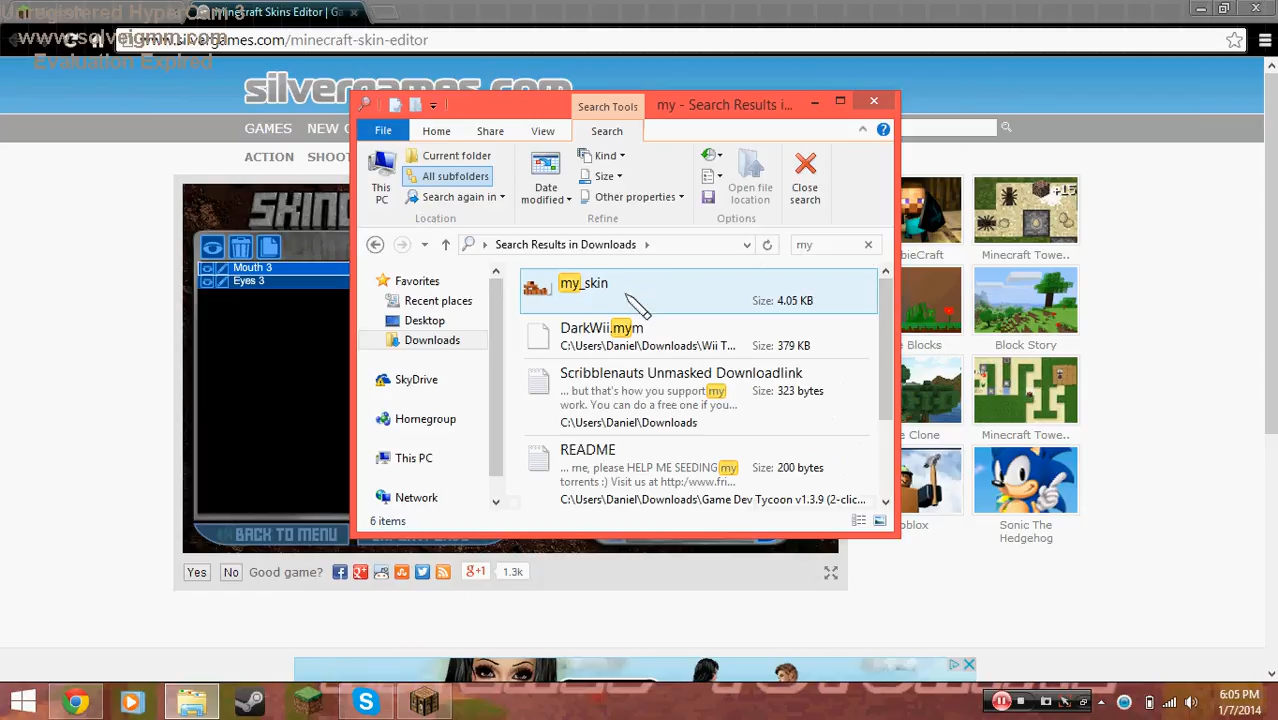 Unregistered HyperCam 3
Minecraft Skins Editor | G
www.solveigmm.com
www.silvergames.com/minecraft-skin-editor
Evaluation Expired
silvergames.com
Search Tools
my - Search Results i...
GAMES
NEW
File
Home
Share
View
Search
ACTION
SHOOT
This PC
Current folder
All subfolders
Search again in
Location
Date modified
Kind
Size
Other properties
Refine
Open file location
Options
Close search
Search Results in Downloads
my
Favorites
Recent places
Desktop
Downloads
SkyDrive
Homegroup
This PC
Network
my_skin
Size: 4.05 KB
DarkWii.mym
C:\Users\Daniel\Downloads\Wii T...
Size: 379 KB
Scribblenauts Unmasked Downloadlink
... but that's how you support my
Size: 323 bytes
work. You can do a free one if you...
C:\Users\Daniel\Downloads
README
... me, please HELP ME SEEDING my
Size: 200 bytes
torrents :) Visit us at http:/www.fri...
C:\Users\Daniel\Downloads\Game Dev Tycoon v1.3.9 (2-clic...
6 items
Mouth 3
Eyes 3
BACK TO MENU
bieCraft
Minecraft Towe..
e Blocks
Block Story
e Clone
Minecraft Towe..
blox
Sonic The
Hedgehog
Yes
No
Good game?
g+1
1.3k
6:05 PM
1/7/2014